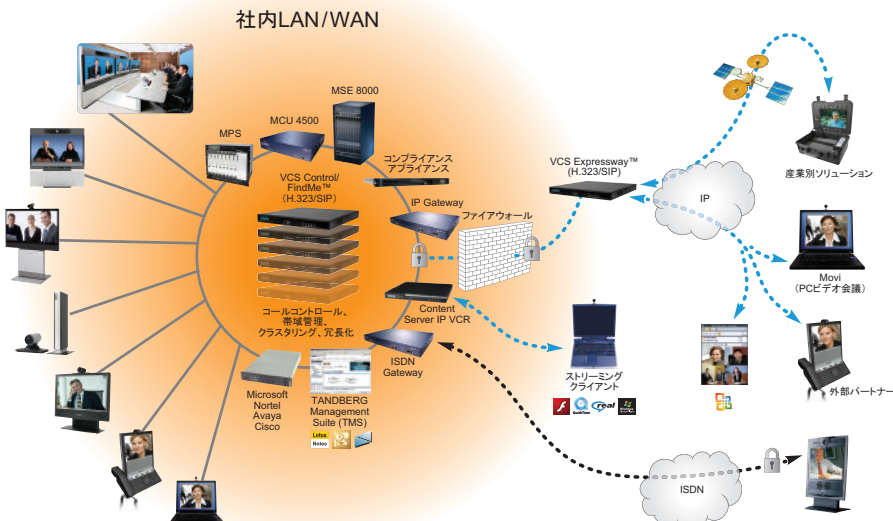 社内LAN/WAN
MSE 8000
MCU 4500
MPS
コンプライアンス
アプライアンス
VCS Control/
FindMe™
(H.323/SIP)
IP Gateway
ファイアウォール
VCS Expressway™
(H.323/SIP)
IP
産業別ソリューション
Movi
(PCビデオ会議)
コールコントロール、
帯域管理、
クラスタリング、冗長化
Content
Server IP VCR
ISDN
Gateway
Microsoft
Nortel
Avaya
Cisco
TANDBERG
Management
Suite (TMS)
Lotus
Notes
ストリーミング
クライアント
QuickTime
real
外部パートナー
ISDN